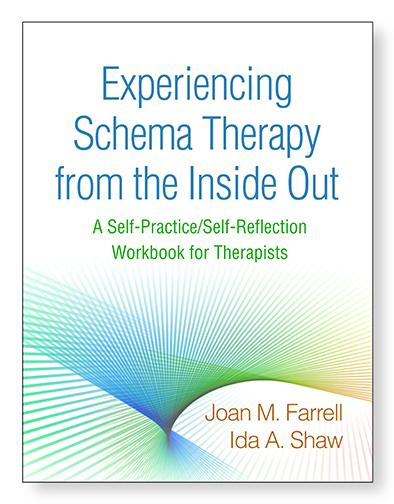 Experiencing
Schema Therapy
from the Inside Out
A Self-Practice/Self-Reflection
Workbook for Therapists
Joan M. Farrell
Ida A. Shaw